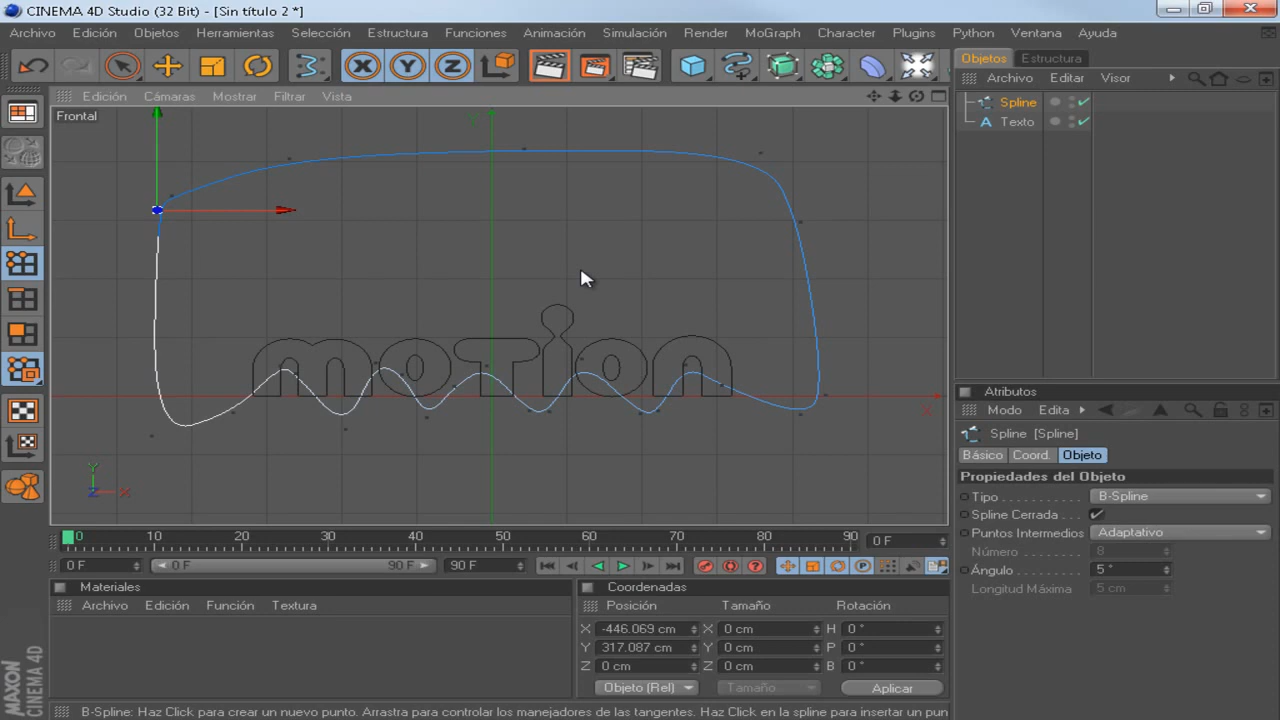 CINEMA 4D Studio (32 Bit) - [Sin título 2 *]
Archivo Edición Objetos Herramientas Selección Estructura Funciones Animación Simulación Render MoGraph Character Plugins Python Ventana Ayuda
X Y Z
Objetos Estructura
Archivo Editar Visor
Edición Cámaras Mostrar Filtrar Vista
Frontal
Y
Spline
A Texto
moTion
X
Y
Z X
Atributos
Modo Edita
Spline [Spline]
Básico Coord. Objeto
Propiedades del Objeto
Tipo B-Spline
Spline Cerrada
Puntos Intermedios Adaptativo
Número 8
Ángulo 5 °
Longitud Máxima 5 cm
0 10 20 30 40 50 60 70 80 90 0 F
0 F 0 F 90 F 90 F
Materiales
Archivo Edición Función Textura
Coordenadas
Posición Tamaño Rotación
X -446.069 cm X 0 cm H 0 °
Y 317.087 cm Y 0 cm P 0 °
Z 0 cm Z 0 cm B 0 °
Objeto (Rel) Tamaño Aplicar
MAXON
CINEMA 4D
B-Spline: Haz Click para crear un nuevo punto. Arrastra para controlar los manejadores de las tangentes. Haz Click en la spline para insertar un pun